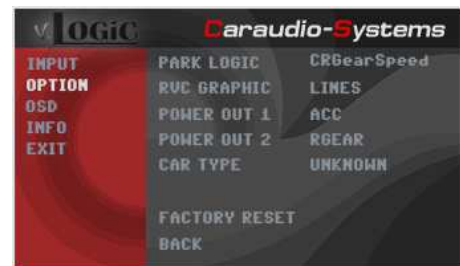 v.LOGiC
Caraudio-Systems
INPUT
OPTION
OSD
INFO
EXIT
PARK LOGIC CRGearSpeed
RVC GRAPHIC LINES
POWER OUT 1 ACC
POWER OUT 2 RGEAR
CAR TYPE UNKNOWN
FACTORY RESET
BACK